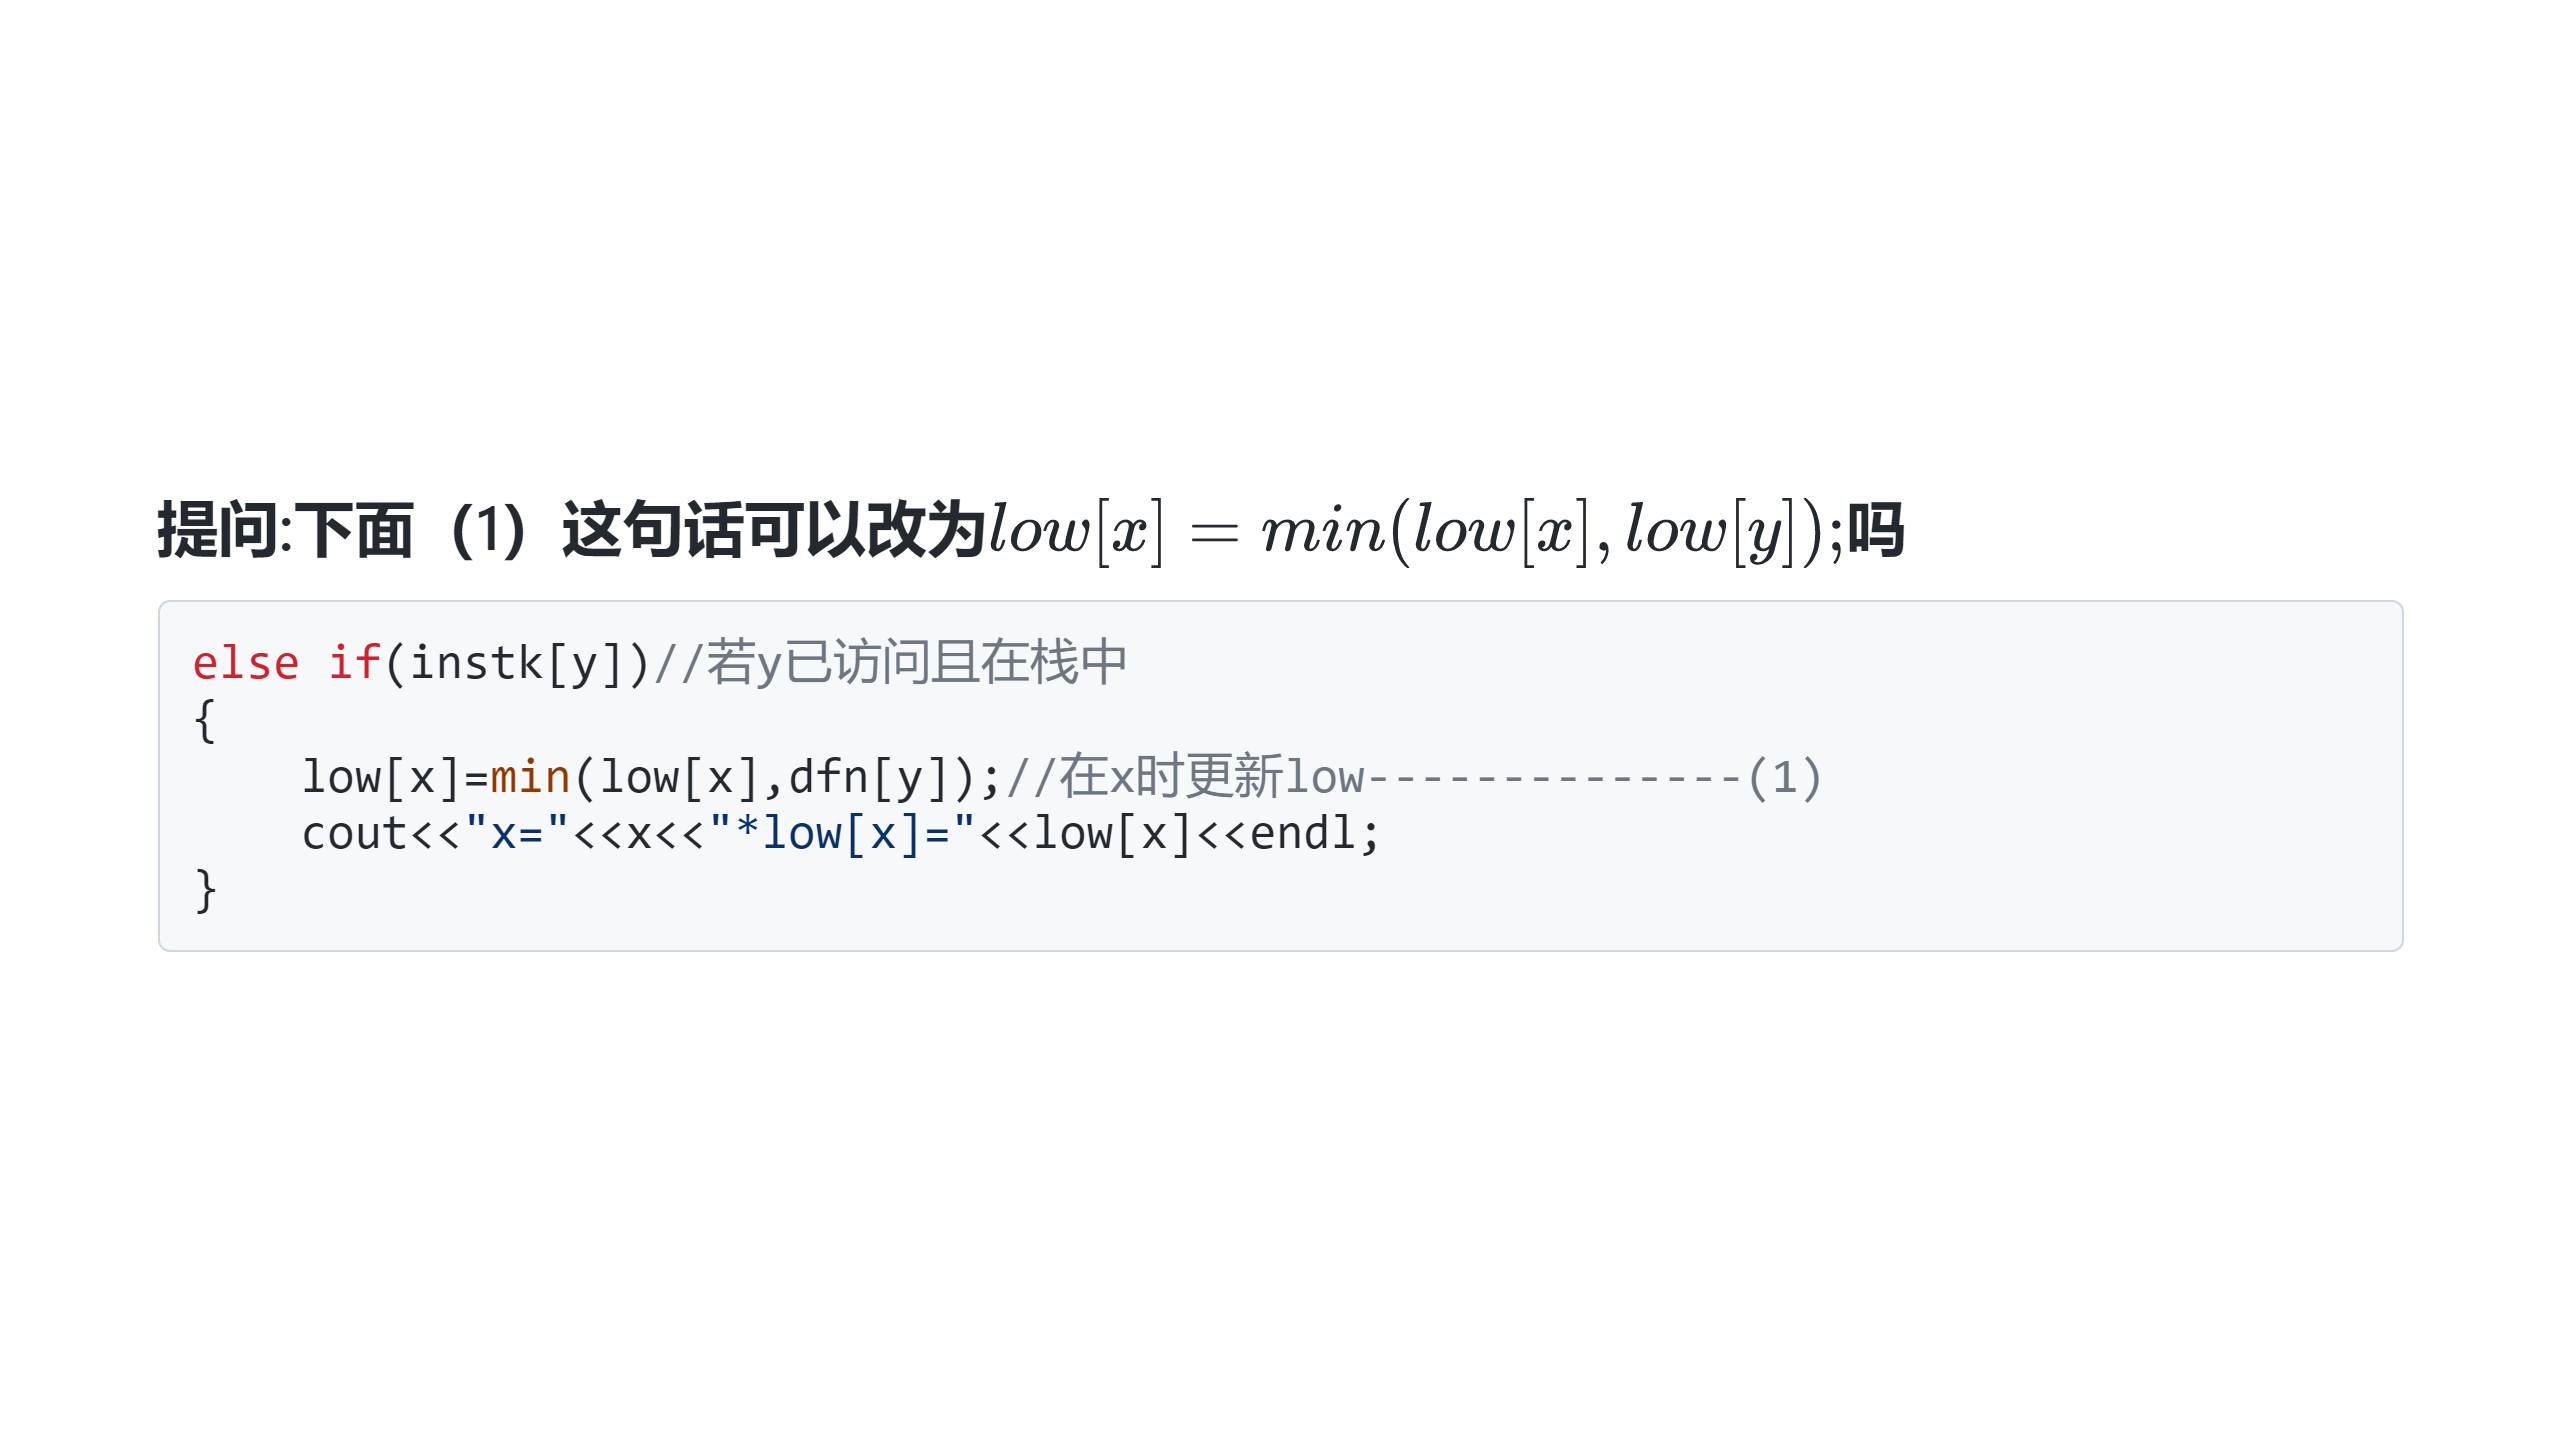 提问:下面（1）这句话可以改为low[x] = min(low[x], low[y]);吗
else if(instk[y])//若y已访问且在栈中
{
    low[x]=min(low[x],dfn[y]);//在x时更新low--------------(1)
    cout<<"x="<<x<<"*low[x]="<<low[x]<<endl;
}